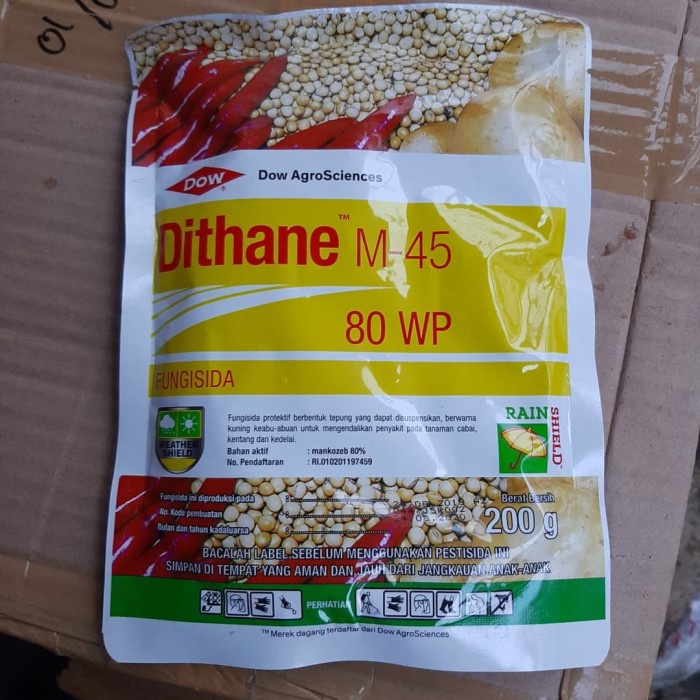 01/10
DOW
Dow AgroSciences
Dithane™ M-45
80 WP
FUNGISIDA
WEATHER
SHIELD
Fungisida protektif berbentuk tepung yang dapat disuspensikan, berwarna
kuning keabu-abuan untuk mengendalikan penyakit pada tanaman cabai,
kentang dan kedelai.
Bahan aktif : mankozeb 80%
No. Pendaftaran : RI.010201197459
RAIN
SHIELD
Fungisida ini diproduksi pada :
No. Kode pembuatan :
Bulan dan tahun kadaluarsa :
Berat Bersih
200 g
BACALAH LABEL SEBELUM MENGGUNAKAN PESTISIDA INI
SIMPAN DI TEMPAT YANG AMAN DAN JAUH DARI JANGKAUAN ANAK-ANAK
PERHATIAN
™ Merek dagang terdaftar dari Dow AgroSciences